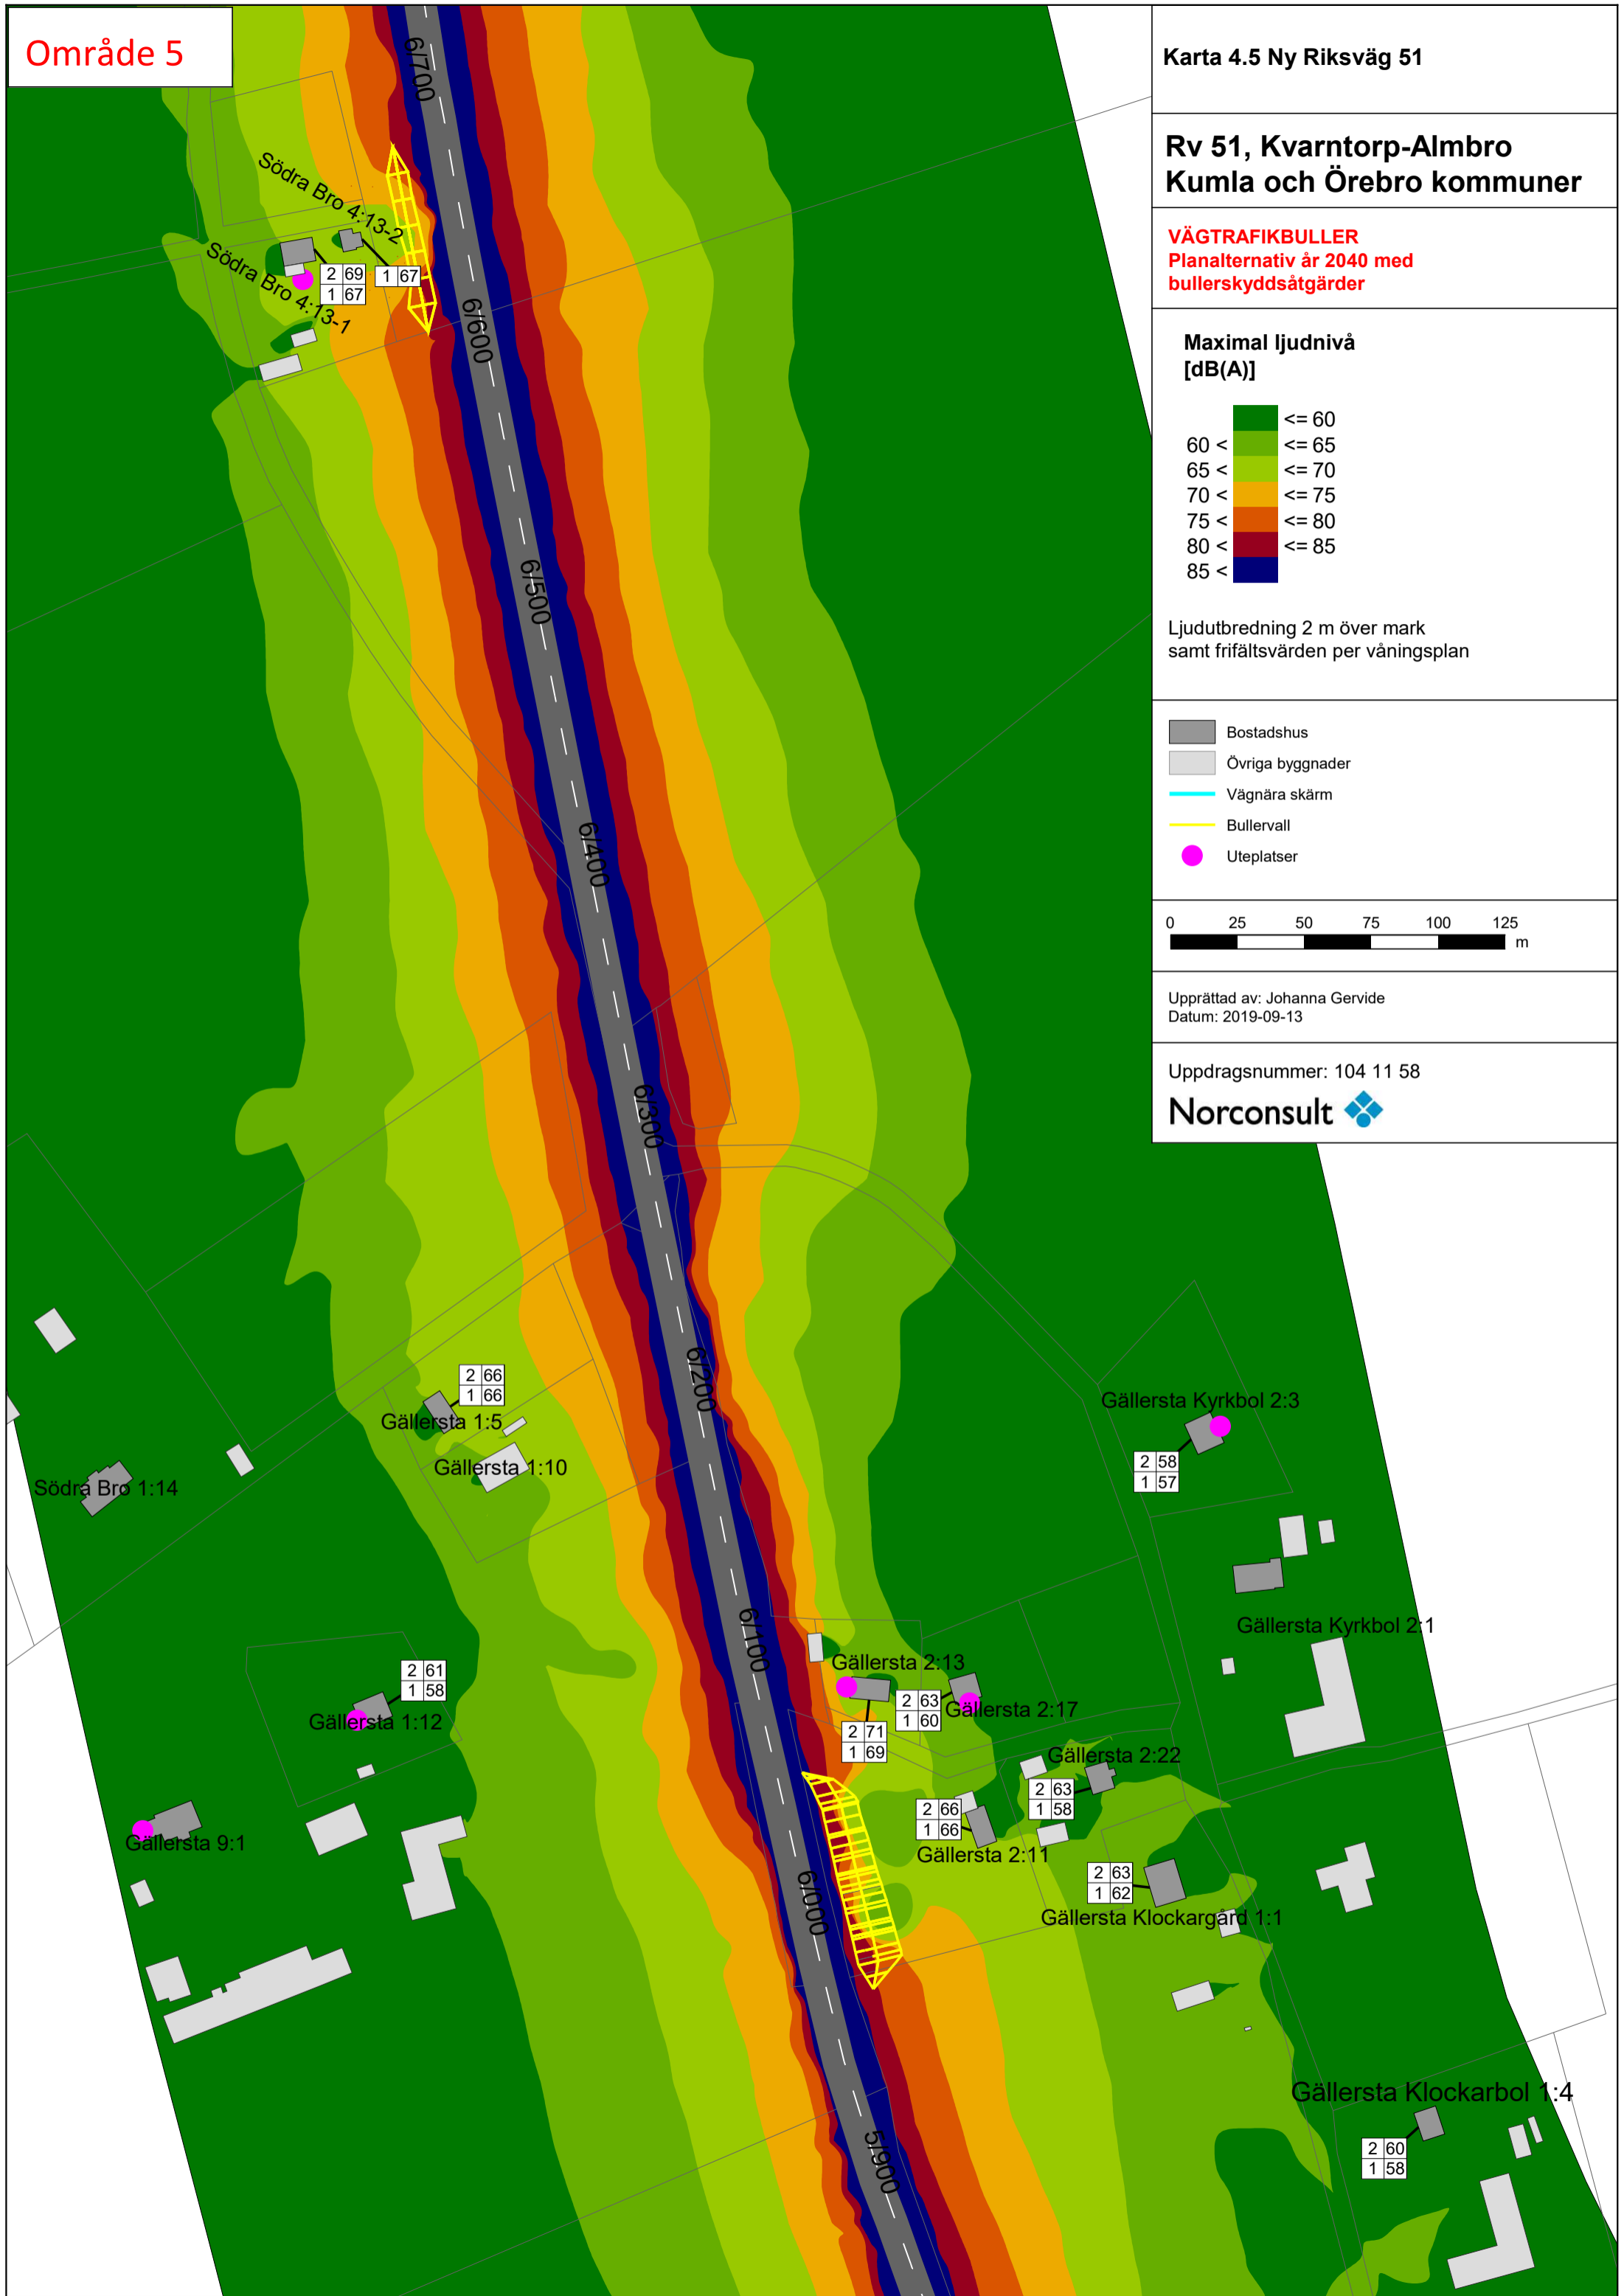 Område 5
Karta 4.5 Ny Riksväg 51
Rv 51, Kvarntorp-Almbro
Kumla och Örebro kommuner
VÄGTRAFIKBULLER
Planalternativ år 2040 med
bullerskyddsåtgärder
Maximal ljudnivå
[dB(A)]
<= 60
60 < <= 65
65 < <= 70
70 < <= 75
75 < <= 80
80 < <= 85
85 <
Ljudutbredning 2 m över mark
samt frifältsvärden per våningsplan
Bostadshus
Övriga byggnader
Vägnära skärm
Bullervall
Uteplatser
0 25 50 75 100 125
m
Upprättad av: Johanna Gervide
Datum: 2019-09-13
Uppdragsnummer: 104 11 58
Norconsult
6/700
Södra Bro 4:13-2
Södra Bro 4:13-1
2 69
1 67
1 67
6/600
6/500
6/400
6/300
6/200
2 66
1 66
Gällersta 1:5
Gällersta 1:10
Södra Bro 1:14
Gällersta Kyrkbol 2:3
2 58
1 57
Gällersta Kyrkbol 2:1
6/100
Gällersta 2:13
2 71
1 69
2 63
1 60
Gällersta 2:17
2 61
1 58
Gällersta 1:12
Gällersta 2:22
2 63
1 58
2 66
1 66
Gällersta 2:11
Gällersta 9:1
2 63
1 62
Gällersta Klockargård 1:1
6/000
Gällersta Klockarbol 1:4
2 60
1 58
5/900